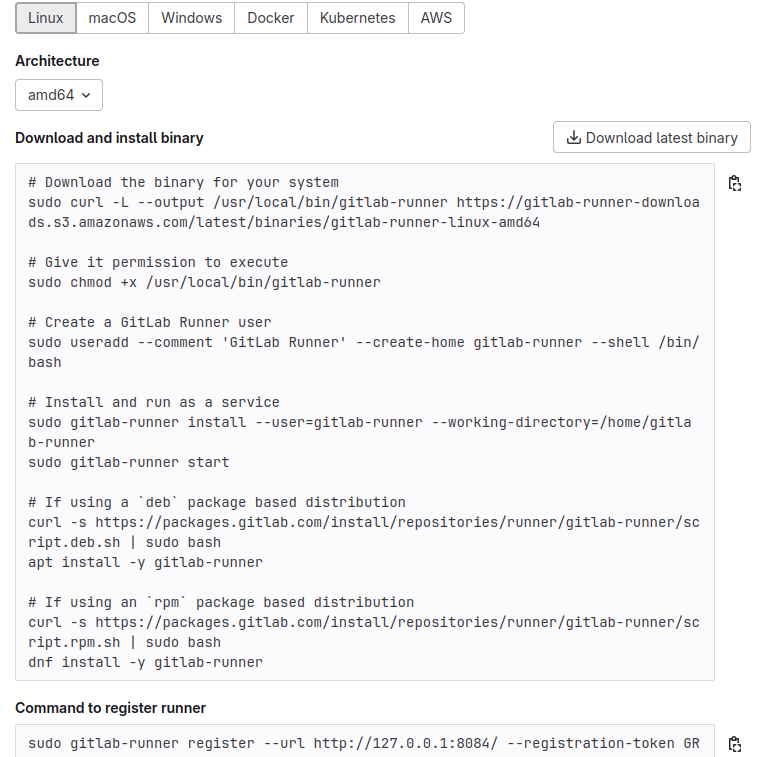 Linux macOS Windows Docker Kubernetes AWS
Architecture
amd64
Download and install binary
Download latest binary
# Download the binary for your system
sudo curl -L --output /usr/local/bin/gitlab-runner https://gitlab-runner-downloa
ds.s3.amazonaws.com/latest/binaries/gitlab-runner-linux-amd64
# Give it permission to execute
sudo chmod +x /usr/local/bin/gitlab-runner
# Create a GitLab Runner user
sudo useradd --comment 'GitLab Runner' --create-home gitlab-runner --shell /bin/
bash
# Install and run as a service
sudo gitlab-runner install --user=gitlab-runner --working-directory=/home/gitla
b-runner
sudo gitlab-runner start
# If using a `deb` package based distribution
curl -s https://packages.gitlab.com/install/repositories/runner/gitlab-runner/sc
ript.deb.sh | sudo bash
apt install -y gitlab-runner
# If using an `rpm` package based distribution
curl -s https://packages.gitlab.com/install/repositories/runner/gitlab-runner/sc
ript.rpm.sh | sudo bash
dnf install -y gitlab-runner
Command to register runner
sudo gitlab-runner register --url http://127.0.0.1:8084/ --registration-token GR